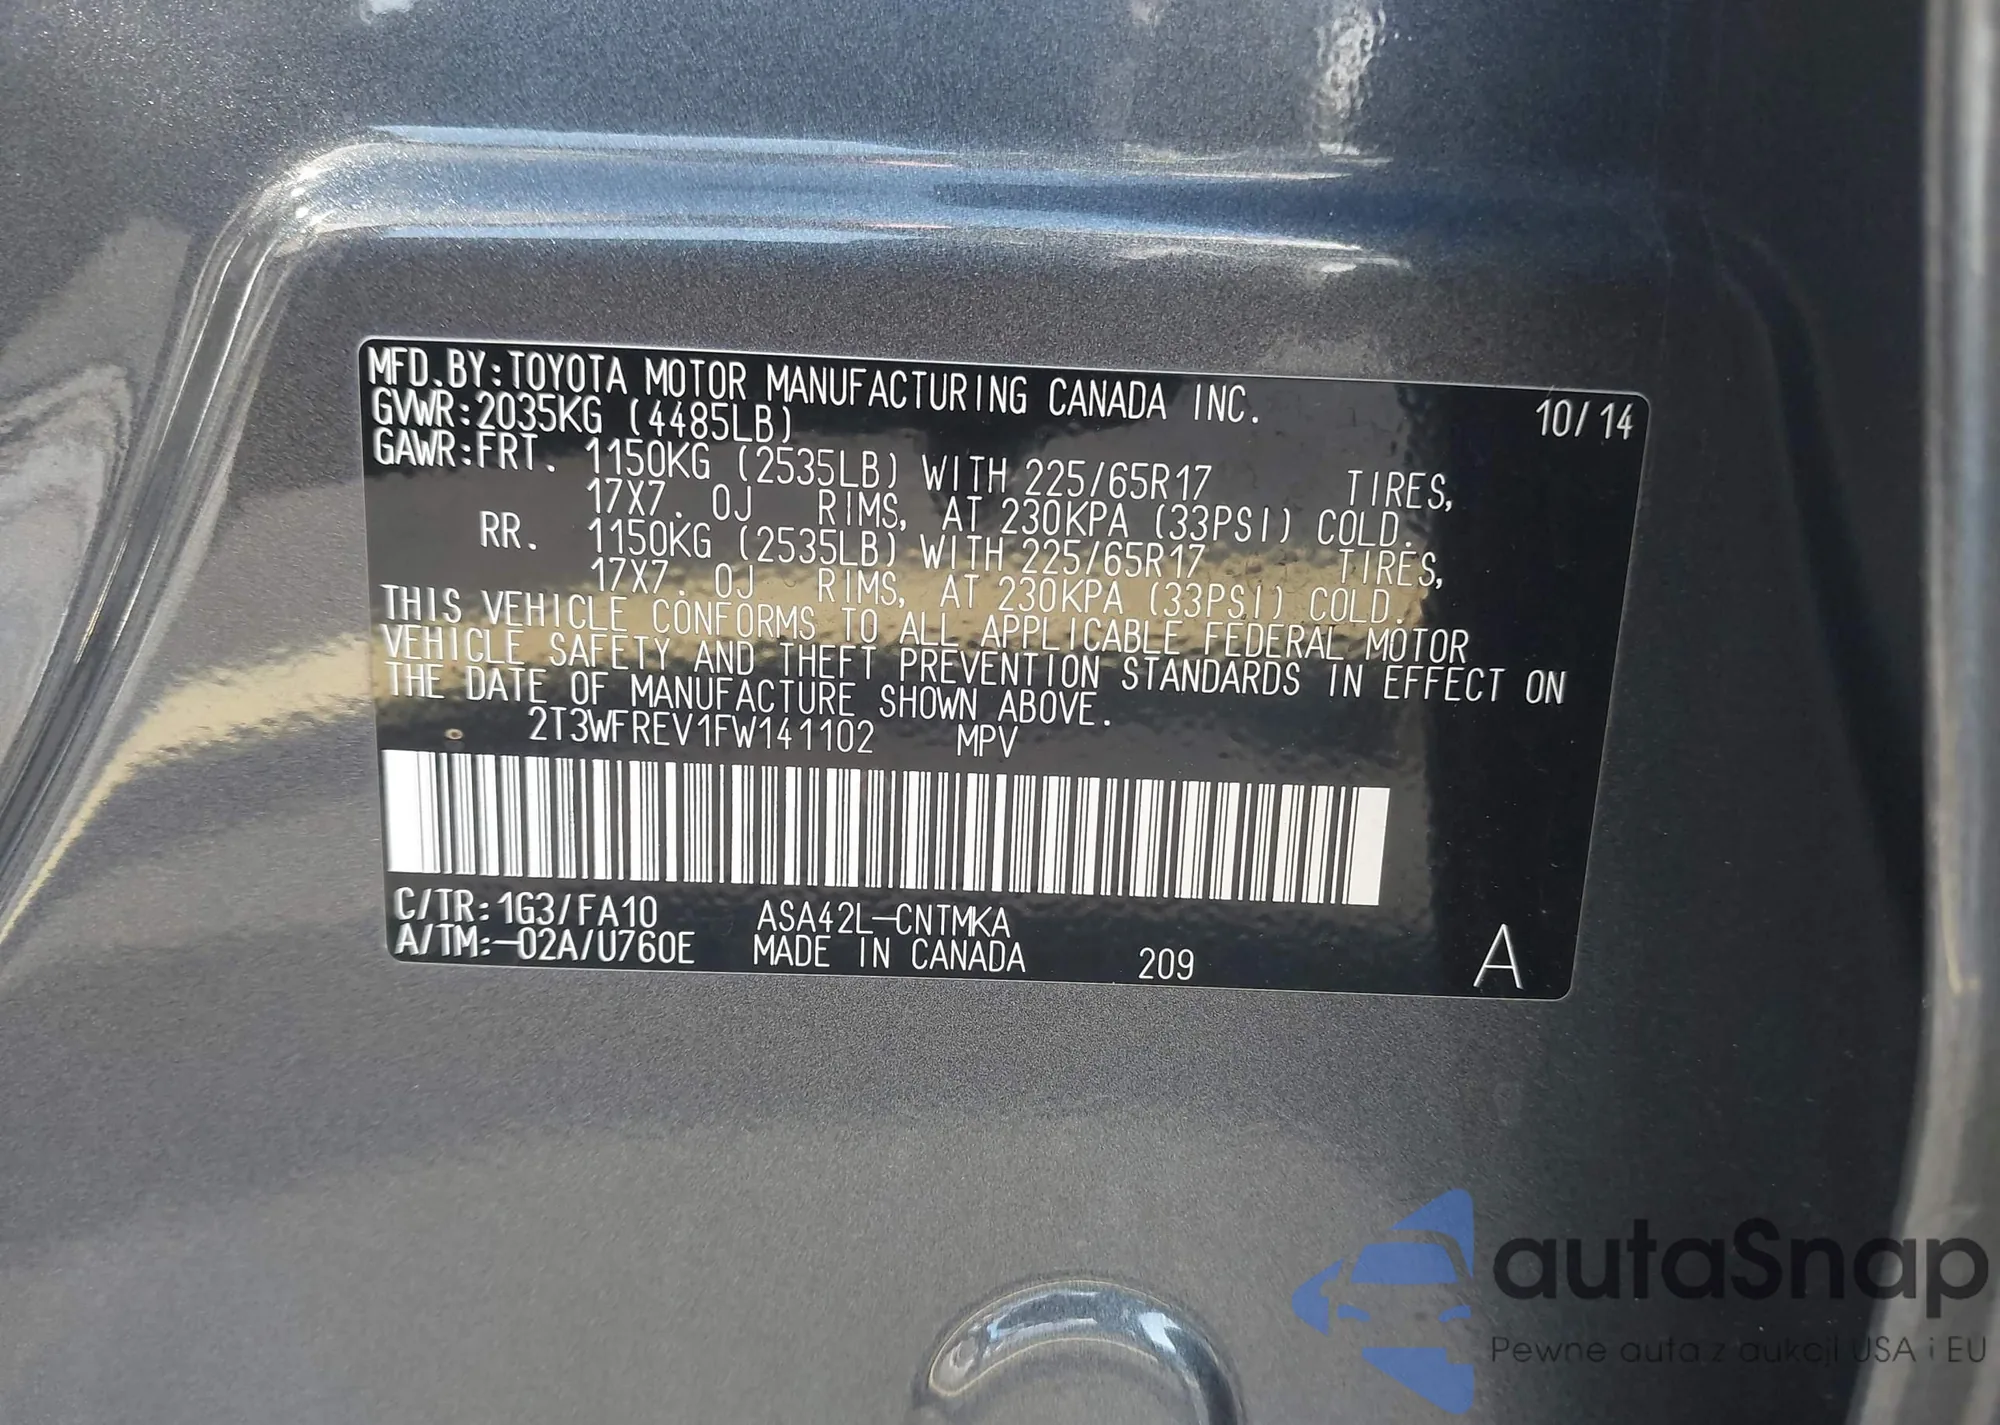 MFD.BY:TOYOTA MOTOR MANUFACTURING CANADA INC. 10/14
GVWR:2035KG (4485LB)
GAWR:FRT. 1150KG (2535LB) WITH 225/65R17 TIRES,
17X7. 0J RIMS, AT 230KPA (33PSI) COLD.
RR. 1150KG (2535LB) WITH 225/65R17 TIRES,
17X7. 0J RIMS, AT 230KPA (33PSI) COLD.
THIS VEHICLE CONFORMS TO ALL APPLICABLE FEDERAL MOTOR
VEHICLE SAFETY AND THEFT PREVENTION STANDARDS IN EFFECT ON
THE DATE OF MANUFACTURE SHOWN ABOVE.
2T3WFREV1FW141102 MPV
C/TR:1G3/FA10 ASA42L-CNTMKA
A/TM:-02A/U760E MADE IN CANADA 209 A
autaSnap
Pewne auta z aukcji USA i EU